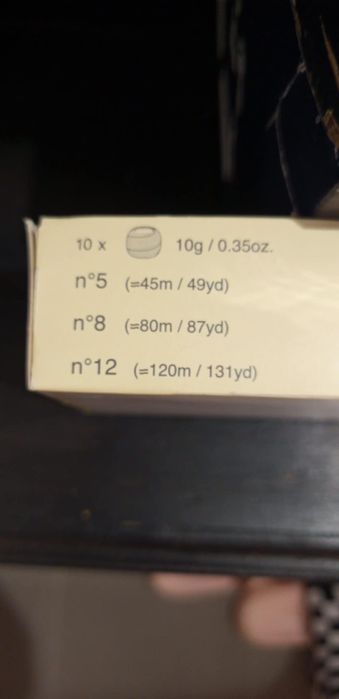 10 x 10g / 0.35oz.
n°5 (=45m / 49yd)
n°8 (=80m / 87yd)
n°12 (=120m / 131yd)